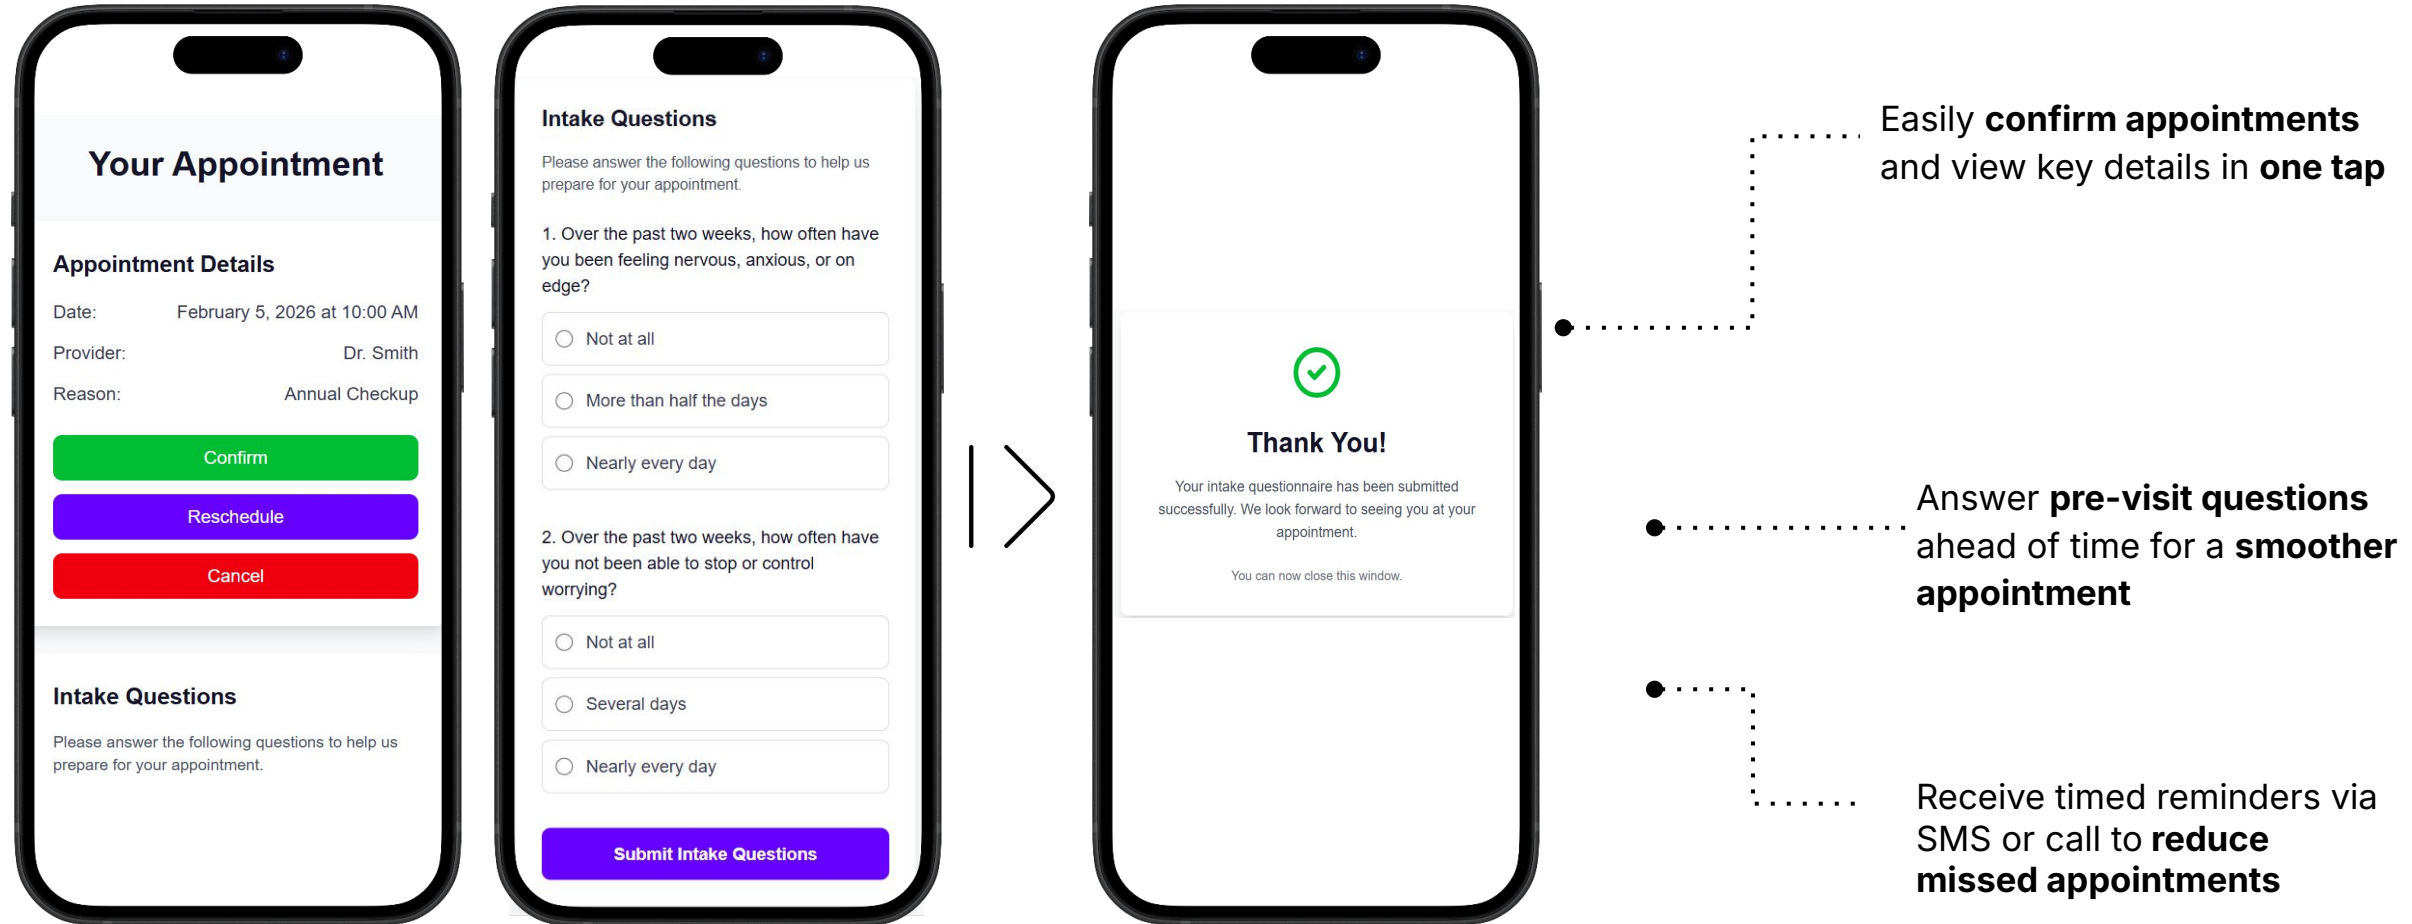 Your Appointment
Appointment Details
Date: February 5, 2026 at 10:00 AM
Provider: Dr. Smith
Reason: Annual Checkup
Confirm
Reschedule
Cancel
Intake Questions
Please answer the following questions to help us
prepare for your appointment.
Intake Questions
Please answer the following questions to help us
prepare for your appointment.
1. Over the past two weeks, how often have
you been feeling nervous, anxious, or on
edge?
Not at all
More than half the days
Nearly every day
2. Over the past two weeks, how often have
you not been able to stop or control
worrying?
Not at all
Several days
Nearly every day
Submit Intake Questions
Thank You!
Your intake questionnaire has been submitted
successfully. We look forward to seeing you at your
appointment.
You can now close this window.
Easily confirm appointments
and view key details in one tap
Answer pre-visit questions
ahead of time for a smoother
appointment
Receive timed reminders via
SMS or call to reduce
missed appointments